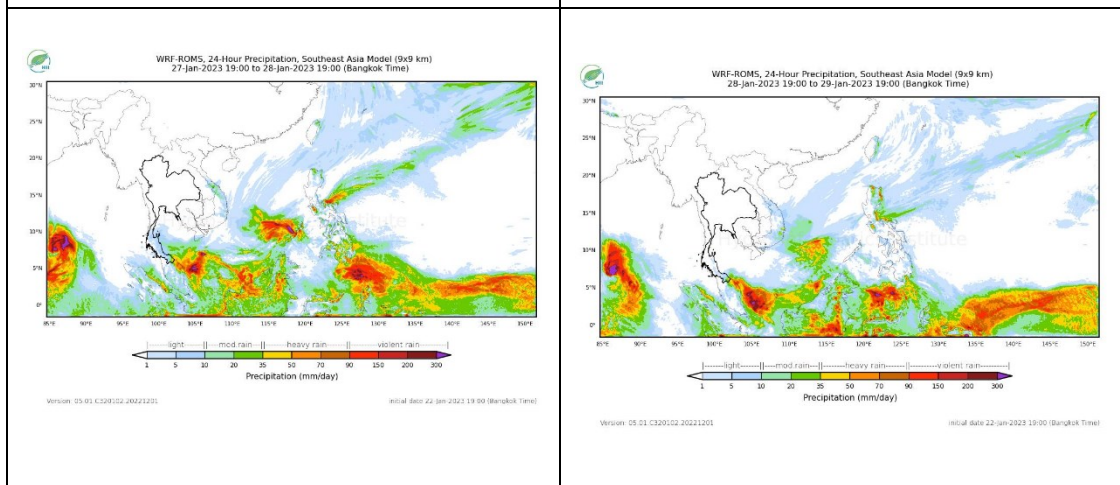 WRF-ROMS, 24-Hour Precipitation, Southeast Asia Model (9x9 km)
27-Jan-2023 19:00 to 28-Jan-2023 19:00 (Bangkok Time)
30°N
25°N
20°N
15°N
10°N
5°N
0°
85°E 90°E 95°E 100°E 105°E 110°E 115°E 120°E 125°E 130°E 135°E 140°E 145°E 150°E
light mod.rain heavy rain violent rain
1 5 10 20 35 50 70 90 150 200 300
Precipitation (mm/day)
Version: 05.01.C320102.20221201 initial date 22-Jan-2023 19:00 (Bangkok Time)
WRF-ROMS, 24-Hour Precipitation, Southeast Asia Model (9x9 km)
28-Jan-2023 19:00 to 29-Jan-2023 19:00 (Bangkok Time)
30°N
25°N
20°N
15°N
10°N
5°N
0°
85°E 90°E 95°E 100°E 105°E 110°E 115°E 120°E 125°E 130°E 135°E 140°E 145°E 150°E
light mod.rain heavy rain violent rain
1 5 10 20 35 50 70 90 150 200 300
Precipitation (mm/day)
Version: 05.01.C320102.20221201 initial date 22-Jan-2023 19:00 (Bangkok Time)